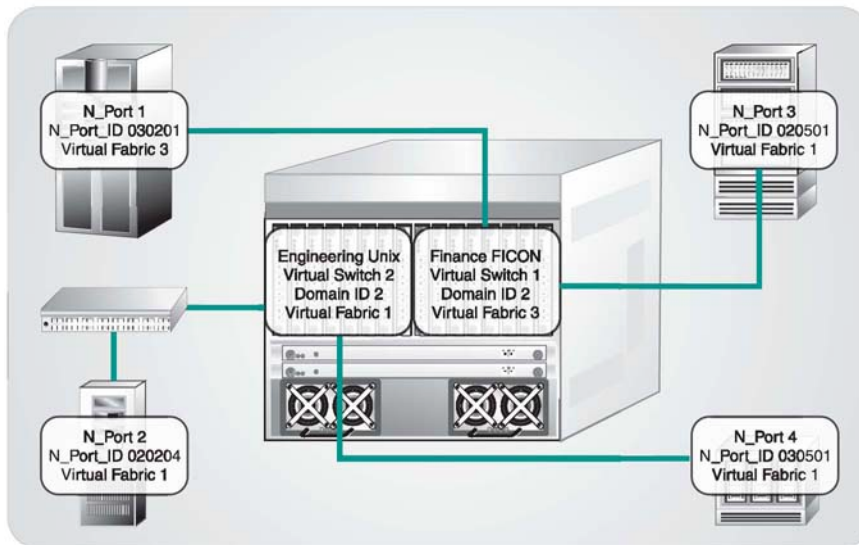 N_Port 1
N_Port_ID 030201
Virtual Fabric 3
N_Port 3
N_Port_ID 020501
Virtual Fabric 1
Engineering Unix
Virtual Switch 2
Domain ID 2
Virtual Fabric 1
Finance FICON
Virtual Switch 1
Domain ID 2
Virtual Fabric 3
N_Port 2
N_Port_ID 020204
Virtual Fabric 1
N_Port 4
N_Port_ID 030501
Virtual Fabric 1